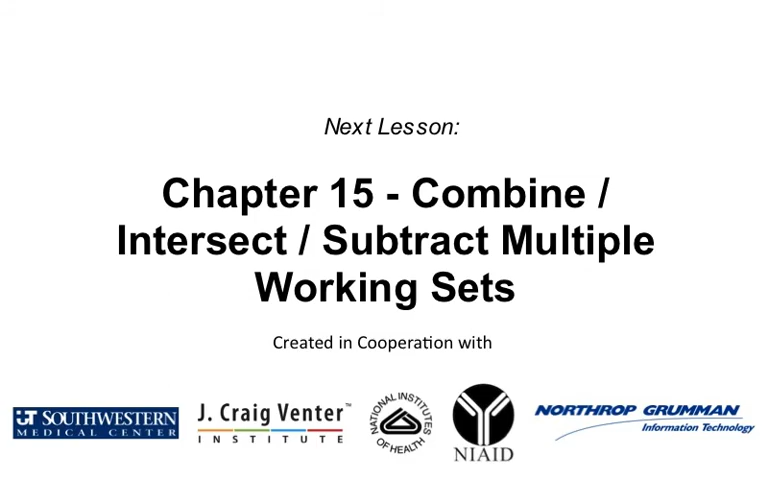 Next Lesson:
Chapter 15 - Combine /
Intersect / Subtract Multiple
Working Sets
Created in Cooperation with
UT SOUTHWESTERN
MEDICAL CENTER
J. Craig Venter™
INSTITUTE
NATIONAL INSTITUTES
OF HEALTH
NIAID
NORTHROP GRUMMAN
Information Technology